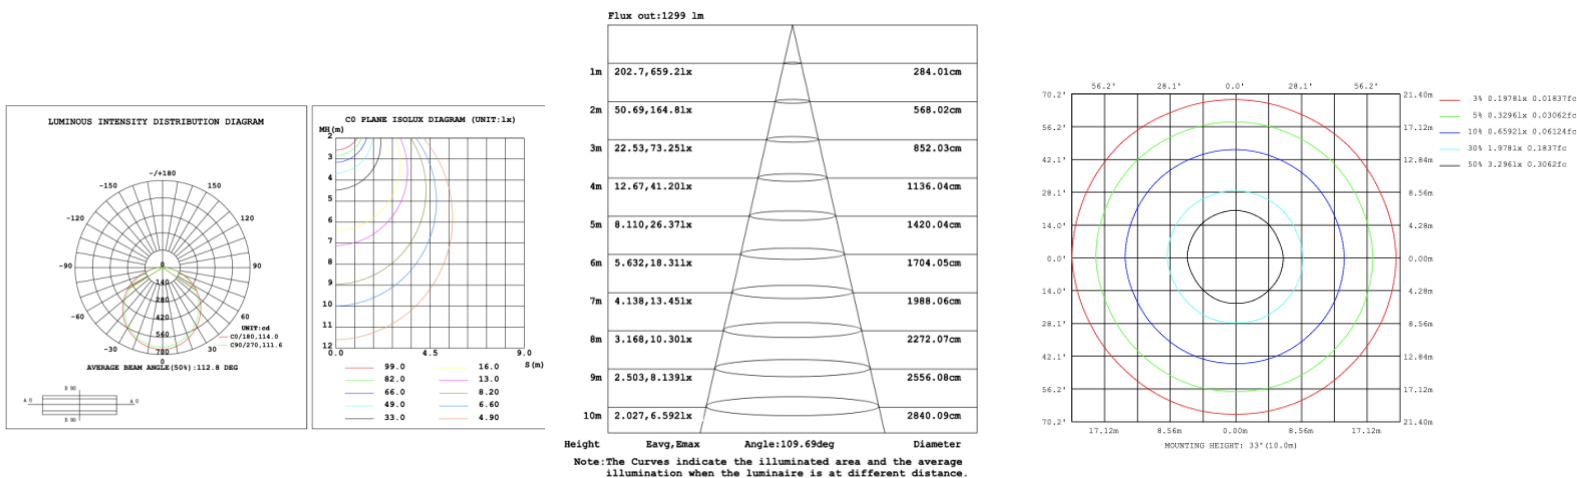 LUMINOUS INTENSITY DISTRIBUTION DIAGRAM
-/+180
-150 150
-120 120
-90 0 90
140
280
-60 420 60
560
-30 700 30
0
UNIT:cd
C0/180,114.0
C90/270,111.6
AVERAGE BEAM ANGLE(50%):112.8 DEG
C0 PLANE ISOLUX DIAGRAM (UNIT:lx)
MH(m)
2
3
4
5
6
7
8
9
10
11
12
0.0 4.5 9.0
S(m)
99.0 16.0
82.0 13.0
66.0 8.20
49.0 6.60
33.0 4.90
Flux out:1299 lm
1m 202.7,659.2lx 284.01cm
2m 50.69,164.8lx 568.02cm
3m 22.53,73.25lx 852.03cm
4m 12.67,41.20lx 1136.04cm
5m 8.110,26.37lx 1420.04cm
6m 5.632,18.31lx 1704.05cm
7m 4.138,13.45lx 1988.06cm
8m 3.168,10.30lx 2272.07cm
9m 2.503,8.139lx 2556.08cm
10m 2.027,6.592lx 2840.09cm
Height Eavg,Emax Angle:109.69deg Diameter
Note:The Curves indicate the illuminated area and the average
illumination when the luminaire is at different distance.
56.2' 28.1' 0.0' 28.1' 56.2'
70.2' 21.40m
56.2' 17.12m
42.1' 12.84m
28.1' 8.56m
14.0' 4.28m
0.0' 0.00m
14.0' 4.28m
28.1' 8.56m
42.1' 12.84m
56.2' 17.12m
70.2' 21.40m
17.12m 8.56m 0.00m 8.56m 17.12m
MOUNTING HEIGHT: 33"(10.0m)
3% 0.1978lx 0.01837fc
5% 0.3296lx 0.03062fc
10% 0.6592lx 0.06124fc
30% 1.978lx 0.1837fc
50% 3.296lx 0.3062fc